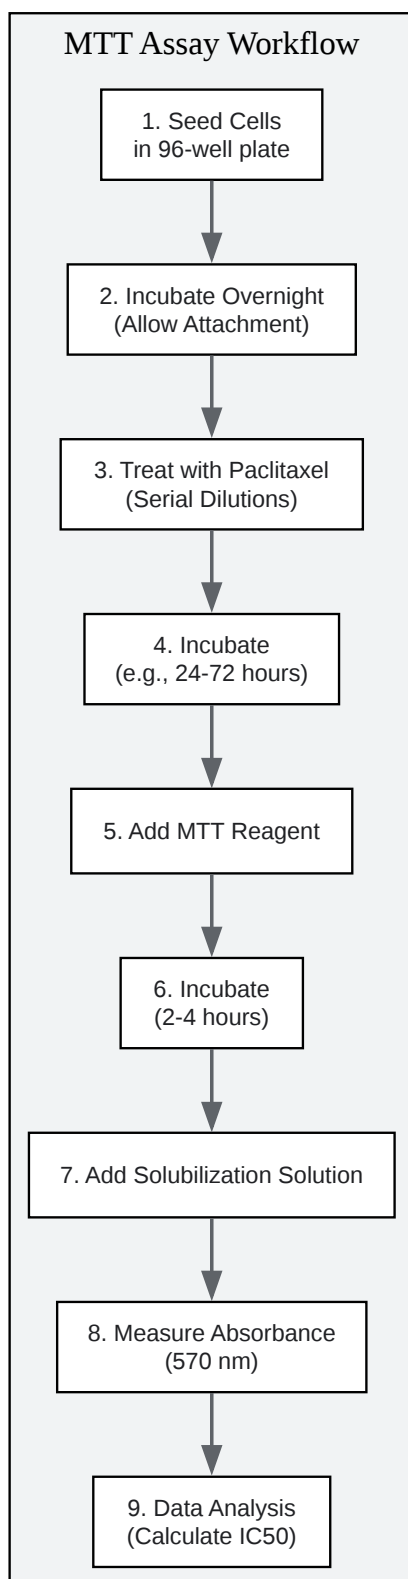 MTT Assay Workflow
1. Seed Cells
in 96-well plate
2. Incubate Overnight
(Allow Attachment)
3. Treat with Paclitaxel
(Serial Dilutions)
4. Incubate
(e.g., 24-72 hours)
5. Add MTT Reagent
6. Incubate
(2-4 hours)
7. Add Solubilization Solution
8. Measure Absorbance
(570 nm)
9. Data Analysis
(Calculate IC50)